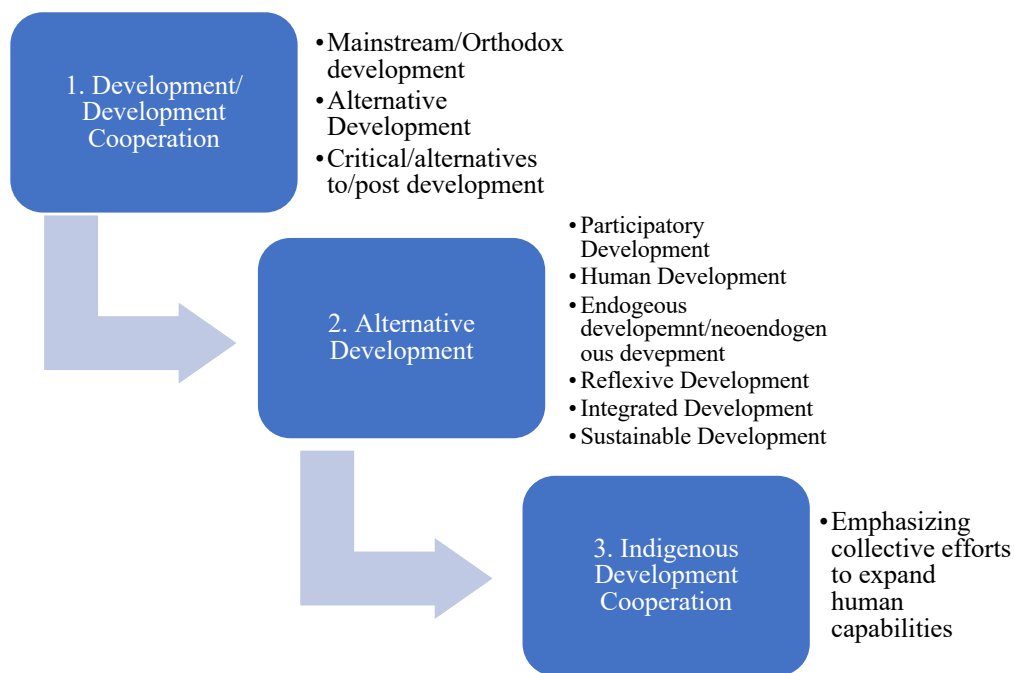 1. Development/
Development
Cooperation
•Mainstream/Orthodox
development
•Alternative
Development
•Critical/alternatives
to/post development
2. Alternative
Development
•Participatory
Development
•Human Development
•Endogeous
developemnt/neoendogen
ous devepment
•Reflexive Development
•Integrated Development
•Sustainable Development
3. Indigenous
Development
Cooperation
•Emphasizing
collective efforts
to expand
human
capabilities